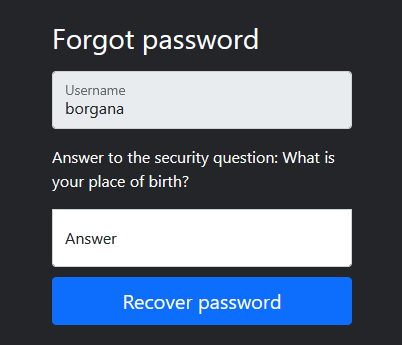 Forgot password
Username
borgana
Answer to the security question: What is
your place of birth?
Answer
Recover password